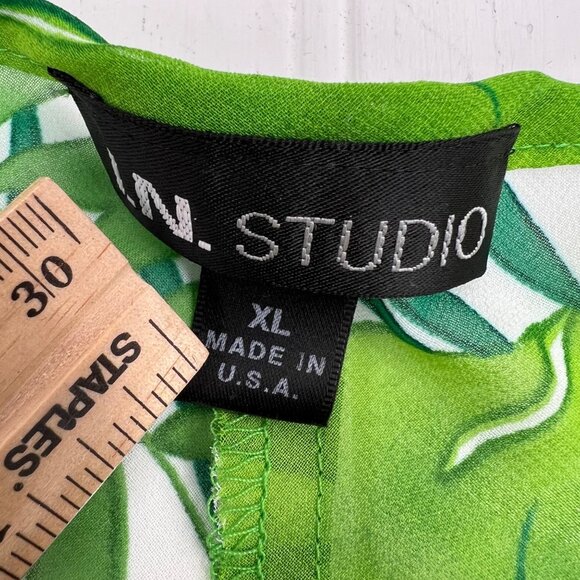 I.N. STUDIO
XL
MADE IN
U.S.A.
30
STAPLES